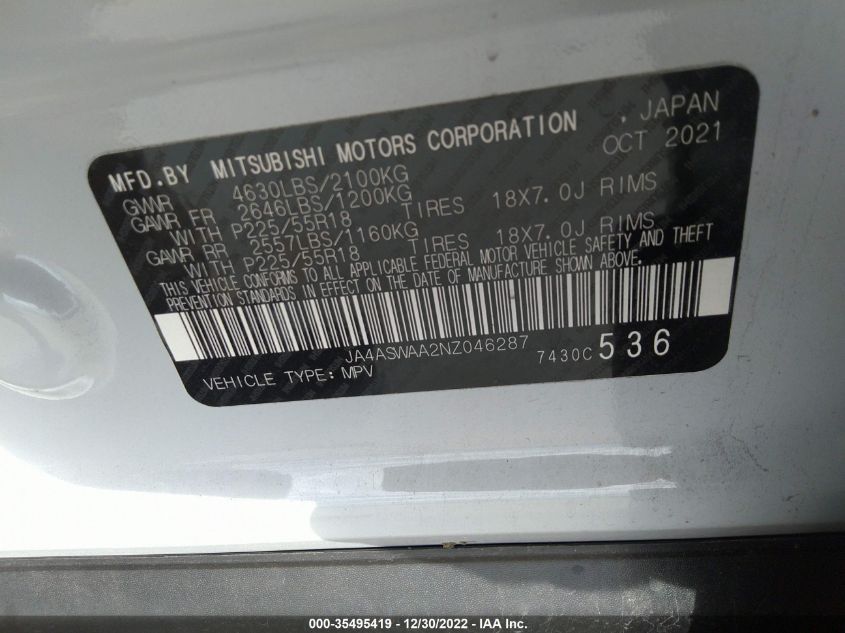 MFD.BY MITSUBISHI MOTORS CORPORATION . JAPAN
GWWR 4630LBS/2100KG OCT 2021
GAWR FR 2646LBS/1200KG
WITH P225/55R18 TIRES 18X7.0J RIMS
GAWR RR 2557LBS/1160KG
WITH P225/55R18 TIRES 18X7.0J RIMS
THIS VEHICLE CONFORMS TO ALL APPLICABLE FEDERAL MOTOR VEHICLE SAFETY AND THEFT
PREVENTION STANDARDS IN EFFECT ON THE DATE OF MANUFACTURE SHOWN ABOVE.
JA4ASWAA2NZ046287 7430C 536
VEHICLE TYPE: MPV
000-35495419 - 12/30/2022 - IAA Inc.